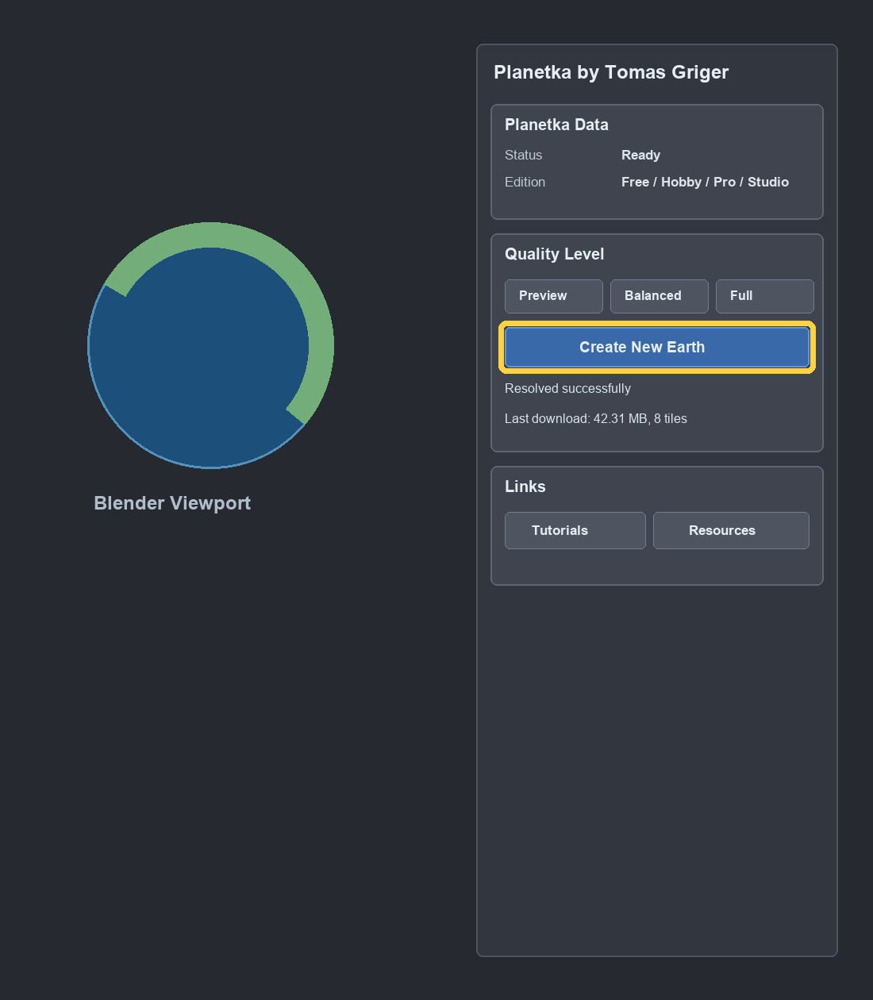 Planetka by Tomas Griger
Planetka Data
Status Ready
Edition Free / Hobby / Pro / Studio
Quality Level
Preview Balanced Full
Create New Earth
Resolved successfully
Last download: 42.31 MB, 8 tiles
Links
Tutorials Resources
Blender Viewport